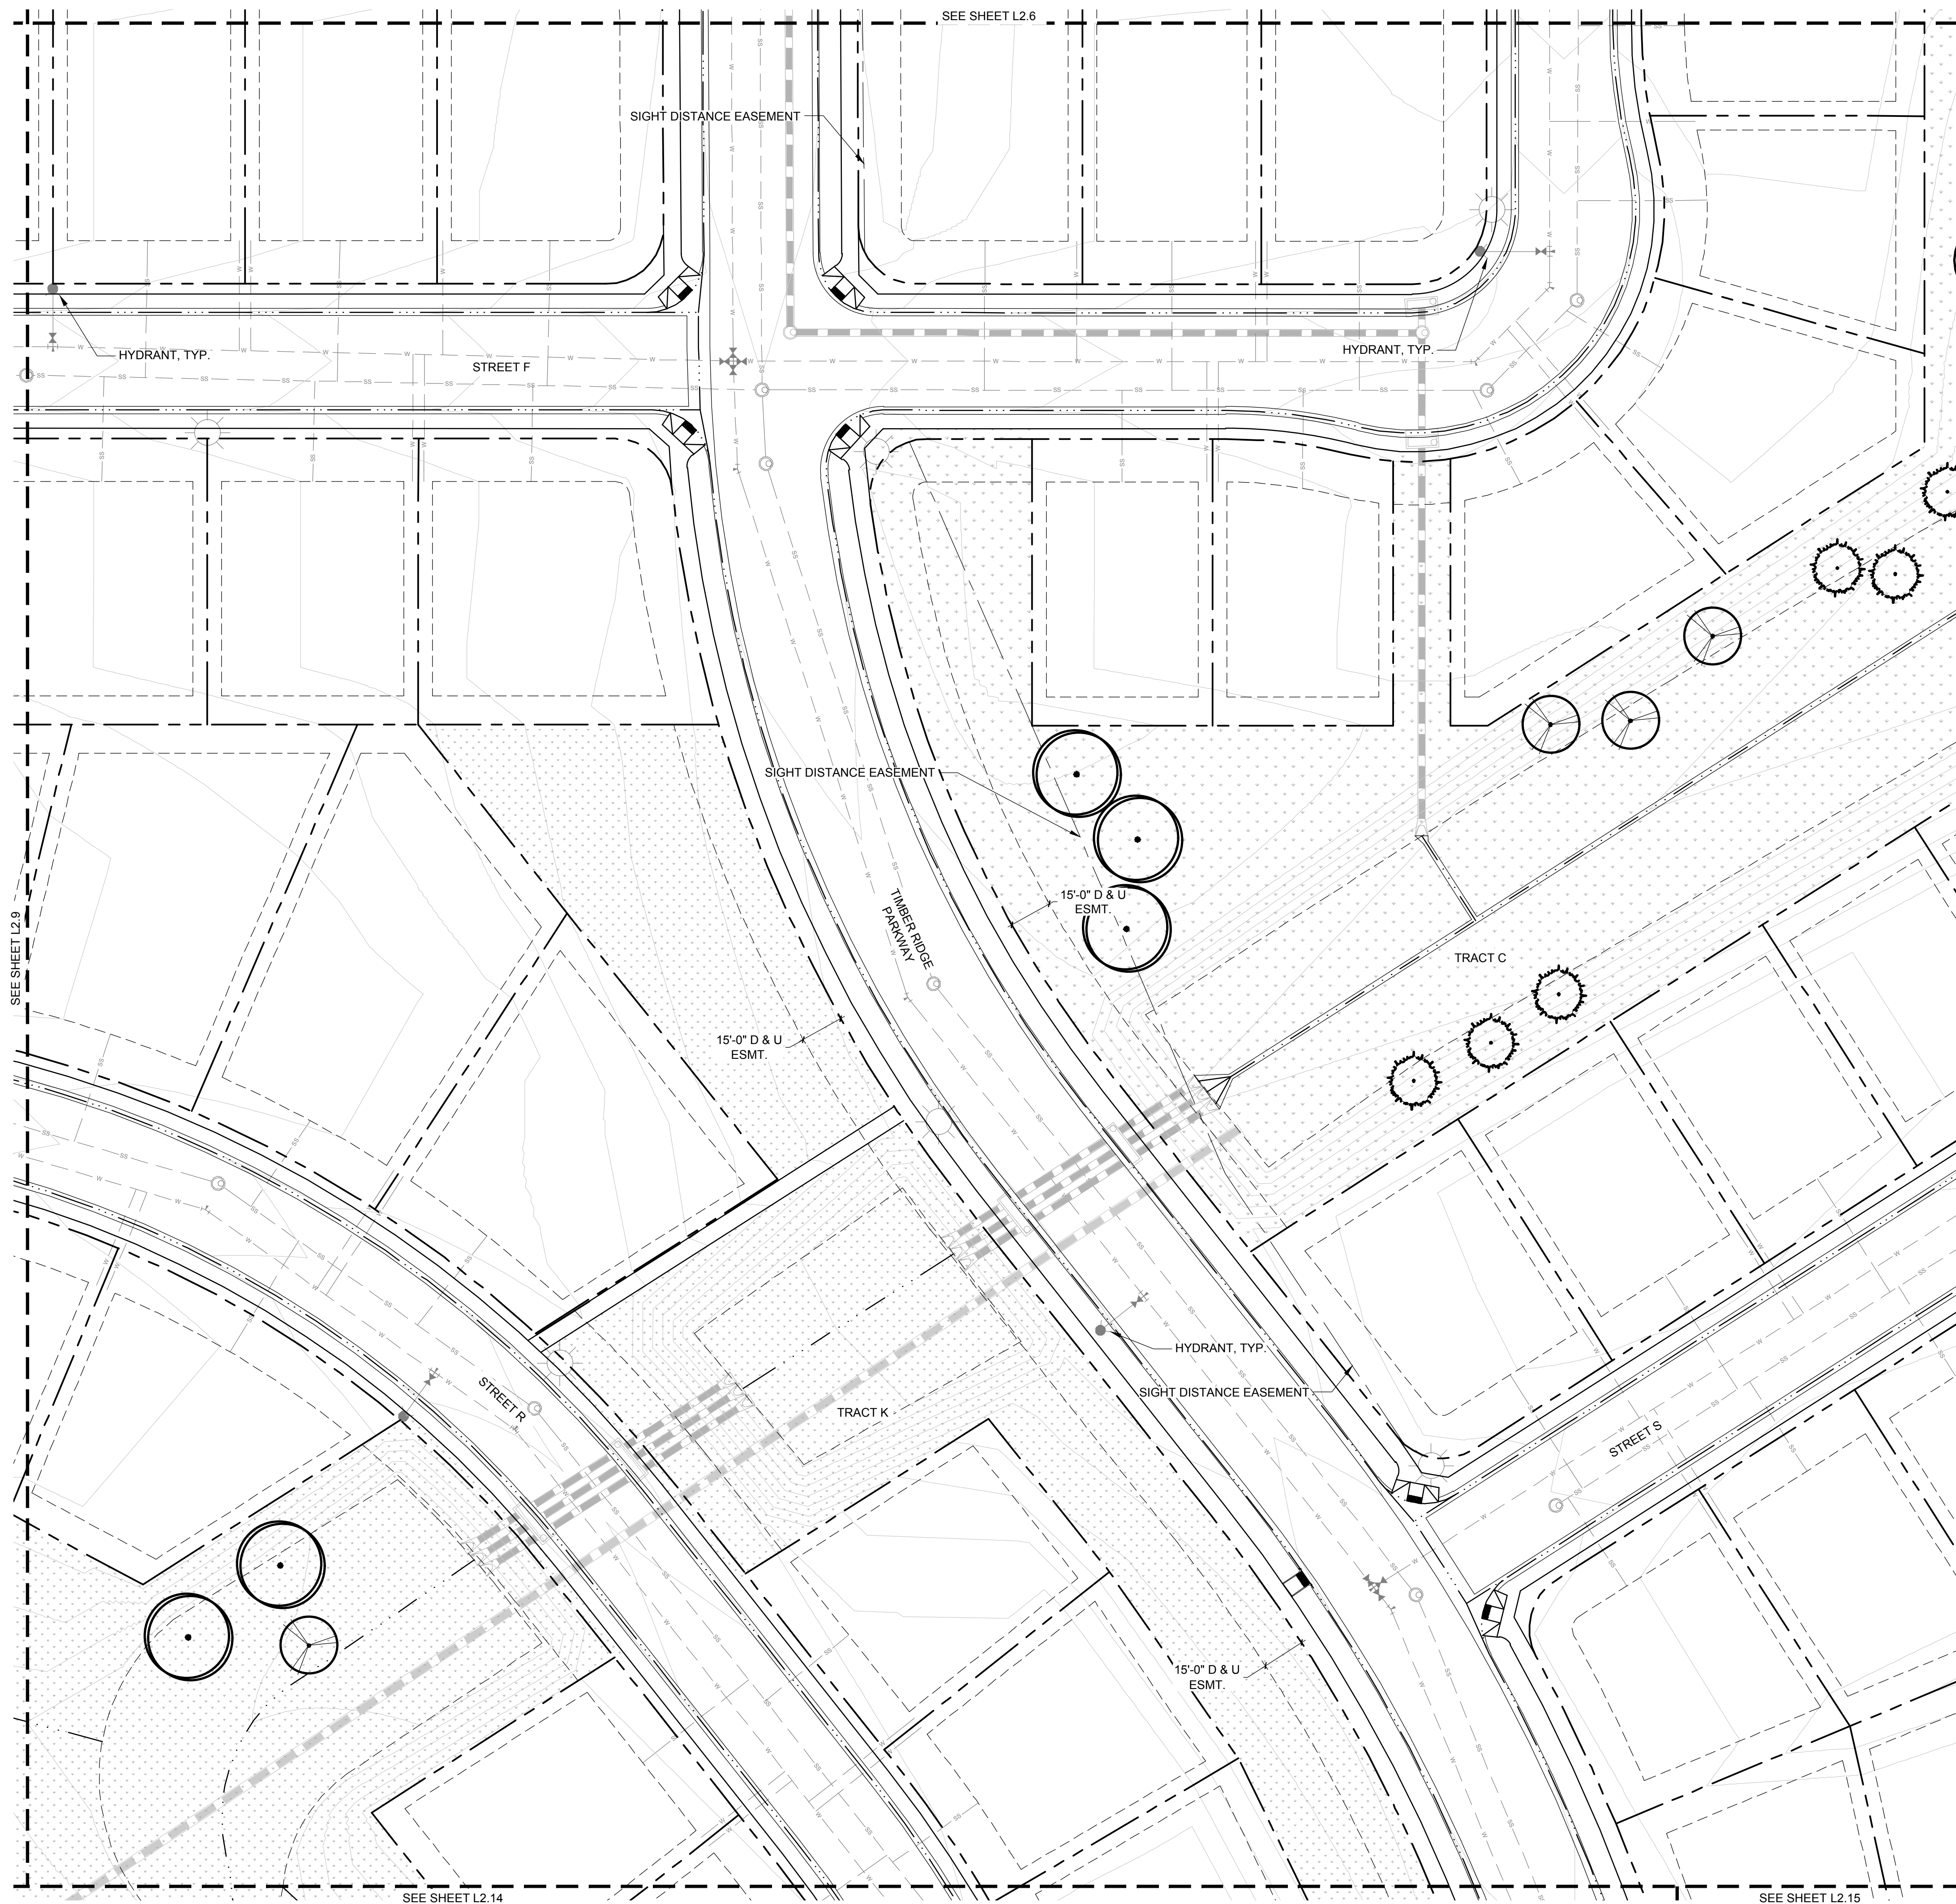 SEE SHEET L2.6
SIGHT DISTANCE EASEMENT
HYDRANT, TYP.
STREET F
HYDRANT, TYP.
SIGHT DISTANCE EASEMENT
15'-0" D & U
ESMT.
TIMBER RIDGE
PARKWAY
SEE SHEET L2.9
TRACT C
15'-0" D & U
ESMT.
HYDRANT, TYP.
SIGHT DISTANCE EASEMENT
STREET R
TRACT K
STREET S
15'-0" D & U
ESMT.
SEE SHEET L2.14
SEE SHEET L2.15